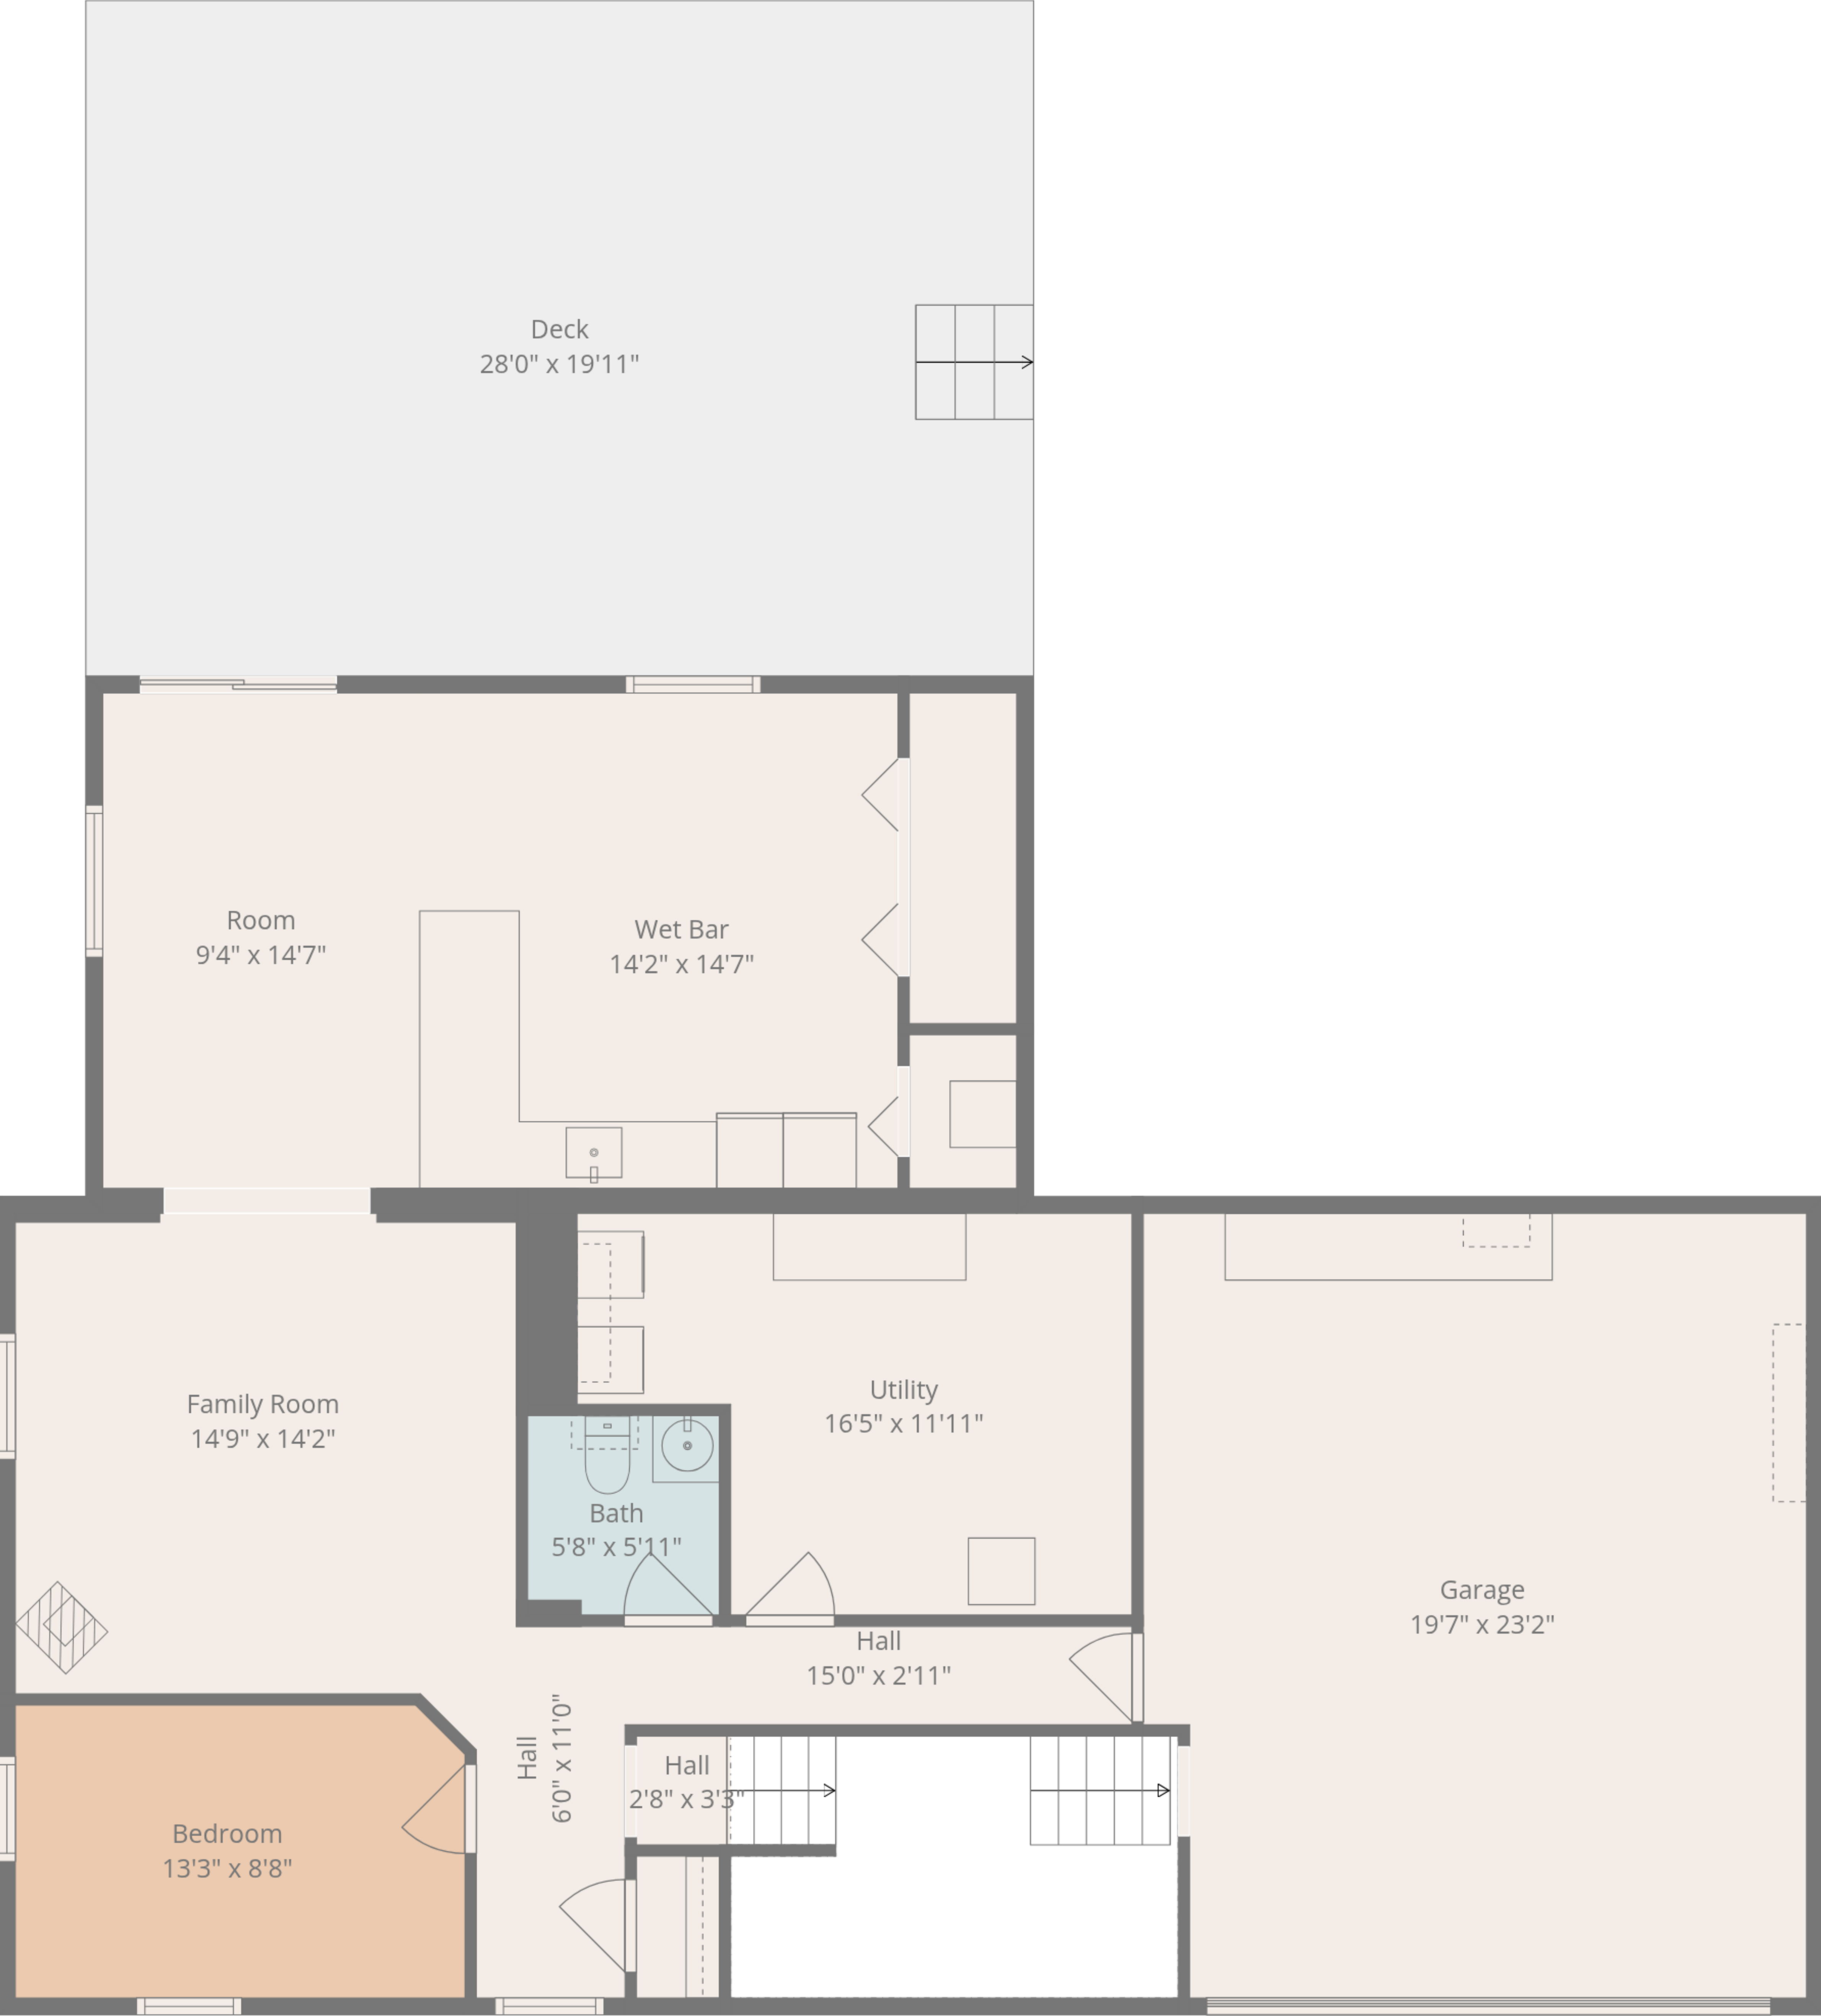 Deck
28'0" x 19'11"
Room
9'4" x 14'7"
Wet Bar
14'2" x 14'7"
Family Room
14'9" x 14'2"
Utility
16'5" x 11'11"
Bath
5'8" x 5'11"
Garage
19'7" x 23'2"
Hall
15'0" x 2'11"
Hall
6'0" x 11'0"
Hall
2'8" x 3'3"
Bedroom
13'3" x 8'8"